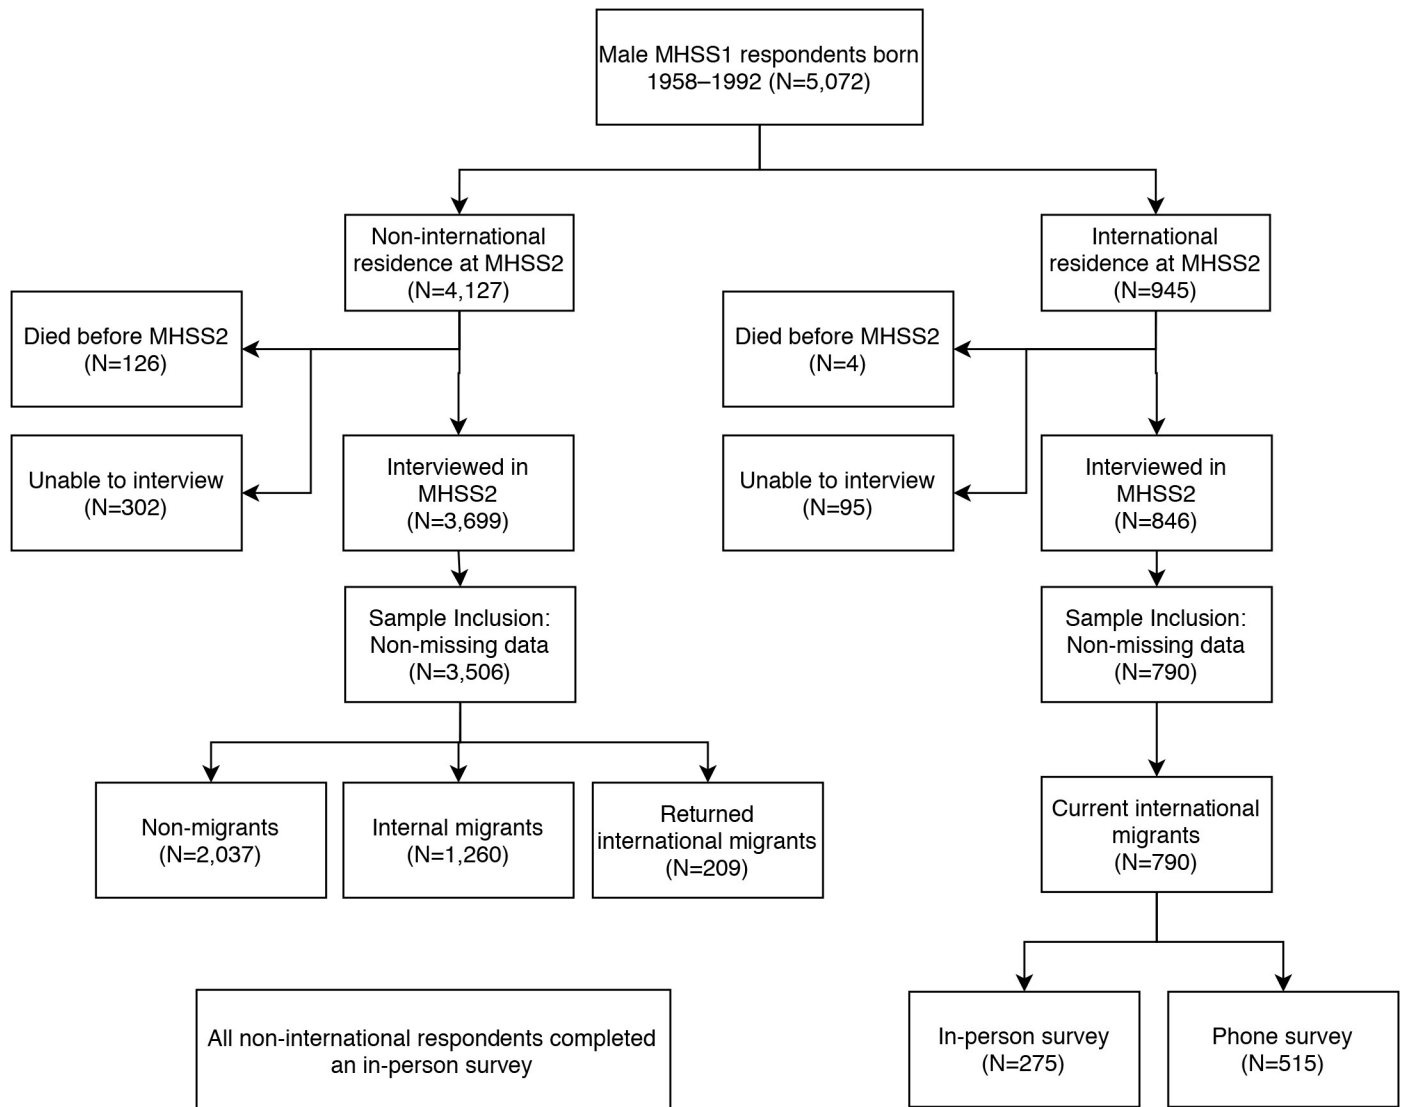 Male MHSS1 respondents born
1958–1992 (N=5,072)
Non-international
residence at MHSS2
(N=4,127)
International
residence at MHSS2
(N=945)
Died before MHSS2
(N=126)
Died before MHSS2
(N=4)
Unable to interview
(N=302)
Interviewed in
MHSS2
(N=3,699)
Unable to interview
(N=95)
Interviewed in
MHSS2
(N=846)
Sample Inclusion:
Non-missing data
(N=3,506)
Sample Inclusion:
Non-missing data
(N=790)
Non-migrants
(N=2,037)
Internal migrants
(N=1,260)
Returned
international migrants
(N=209)
Current international
migrants
(N=790)
All non-international respondents completed
an in-person survey
In-person survey
(N=275)
Phone survey
(N=515)